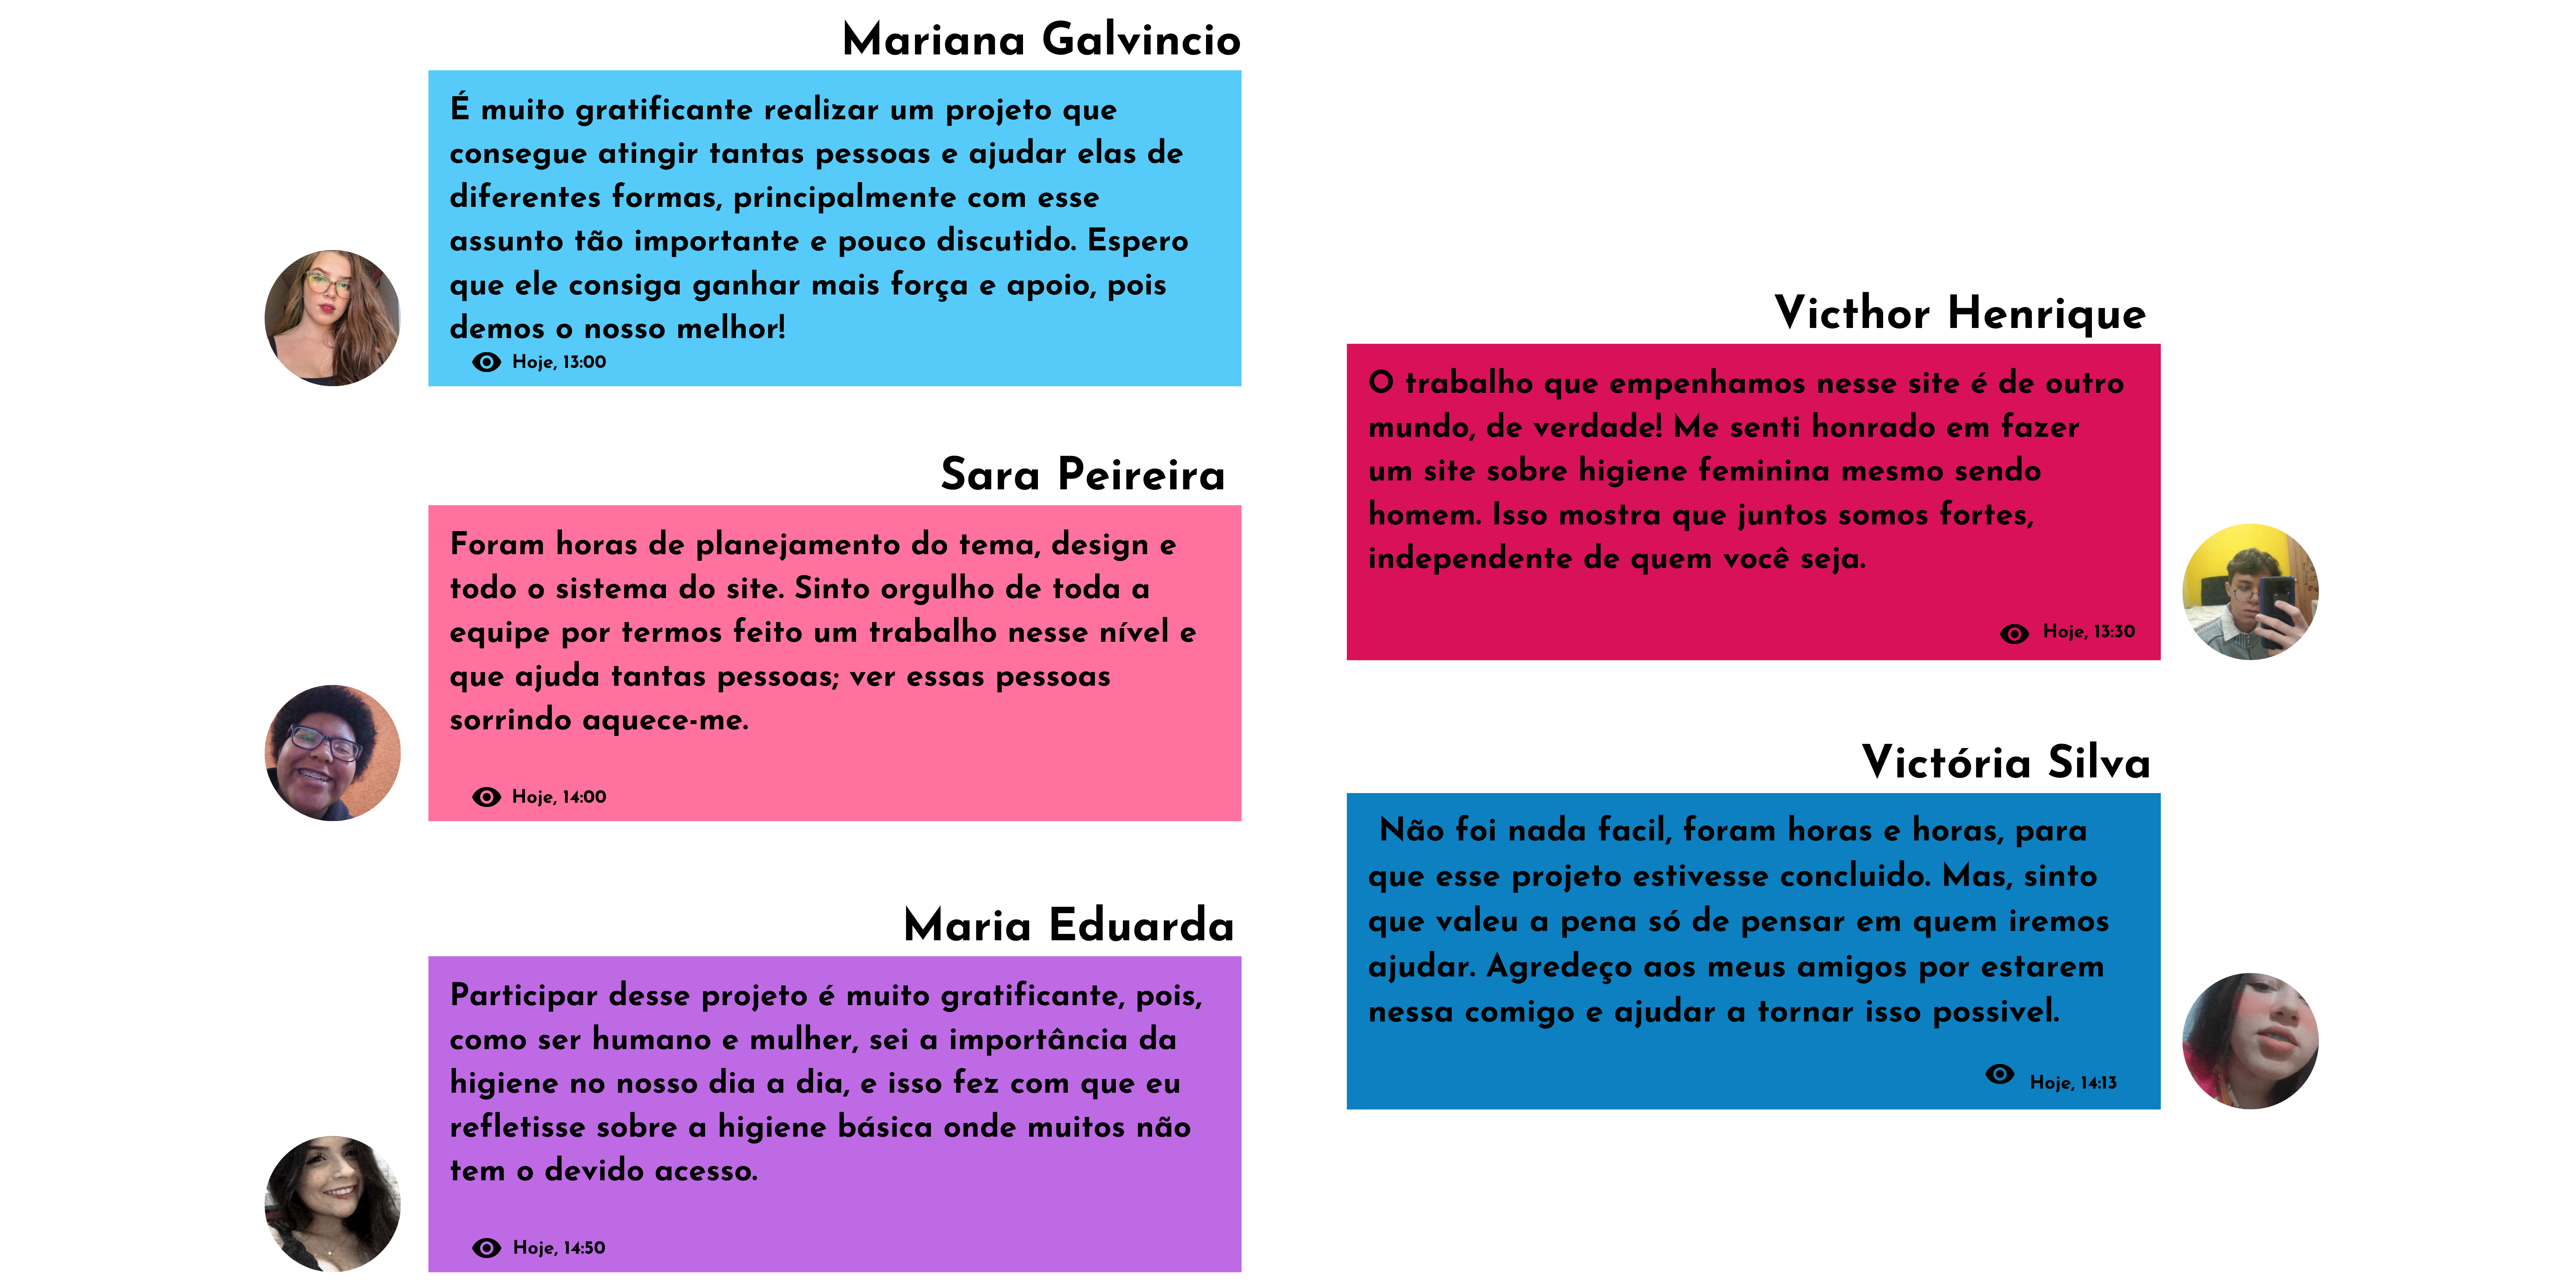 Mariana Galvincio
É muito gratificante realizar um projeto que
consegue atingir tantas pessoas e ajudar elas de
diferentes formas, principalmente com esse
assunto tão importante e pouco discutido. Espero
que ele consiga ganhar mais força e apoio, pois
demos o nosso melhor!
Hoje, 13:00
Victhor Henrique
O trabalho que empenhamos nesse site é de outro
mundo, de verdade! Me senti honrado em fazer
um site sobre higiene feminina mesmo sendo
homem. Isso mostra que juntos somos fortes,
independente de quem você seja.
Hoje, 13:30
Sara Peireira
Foram horas de planejamento do tema, design e
todo o sistema do site. Sinto orgulho de toda a
equipe por termos feito um trabalho nesse nível e
que ajuda tantas pessoas; ver essas pessoas
sorrindo aquece-me.
Hoje, 14:00
Victória Silva
Não foi nada facil, foram horas e horas, para
que esse projeto estivesse concluido. Mas, sinto
que valeu a pena só de pensar em quem iremos
ajudar. Agredeço aos meus amigos por estarem
nessa comigo e ajudar a tornar isso possivel.
Hoje, 14:13
Maria Eduarda
Participar desse projeto é muito gratificante, pois,
como ser humano e mulher, sei a importância da
higiene no nosso dia a dia, e isso fez com que eu
refletisse sobre a higiene básica onde muitos não
tem o devido acesso.
Hoje, 14:50